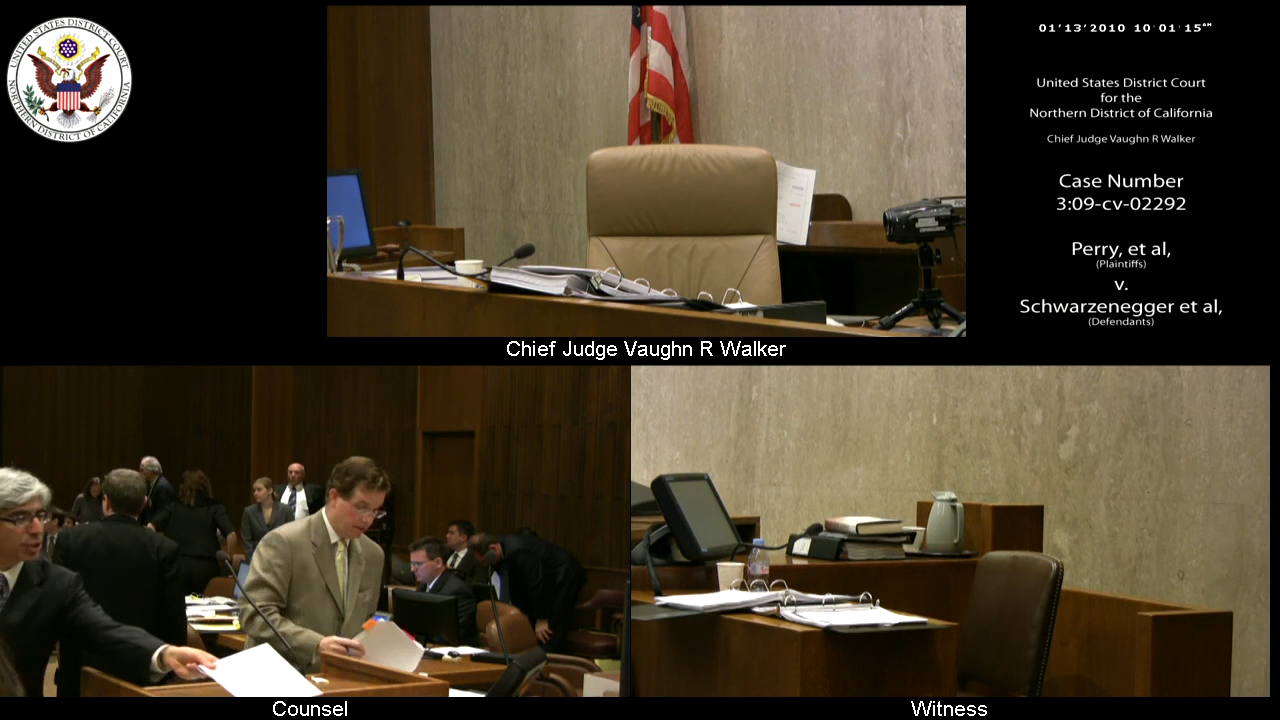 UNITED STATES DISTRICT COURT
NORTHERN DISTRICT OF CALIFORNIA
01'13'2010 10:01:15 AM
United States District Court
for the
Northern District of California
Chief Judge Vaughn R Walker
Case Number
3:09-cv-02292
Perry, et al,
(Plaintiffs)
v.
Schwarzenegger et al,
(Defendants)
Chief Judge Vaughn R Walker
Counsel
Witness